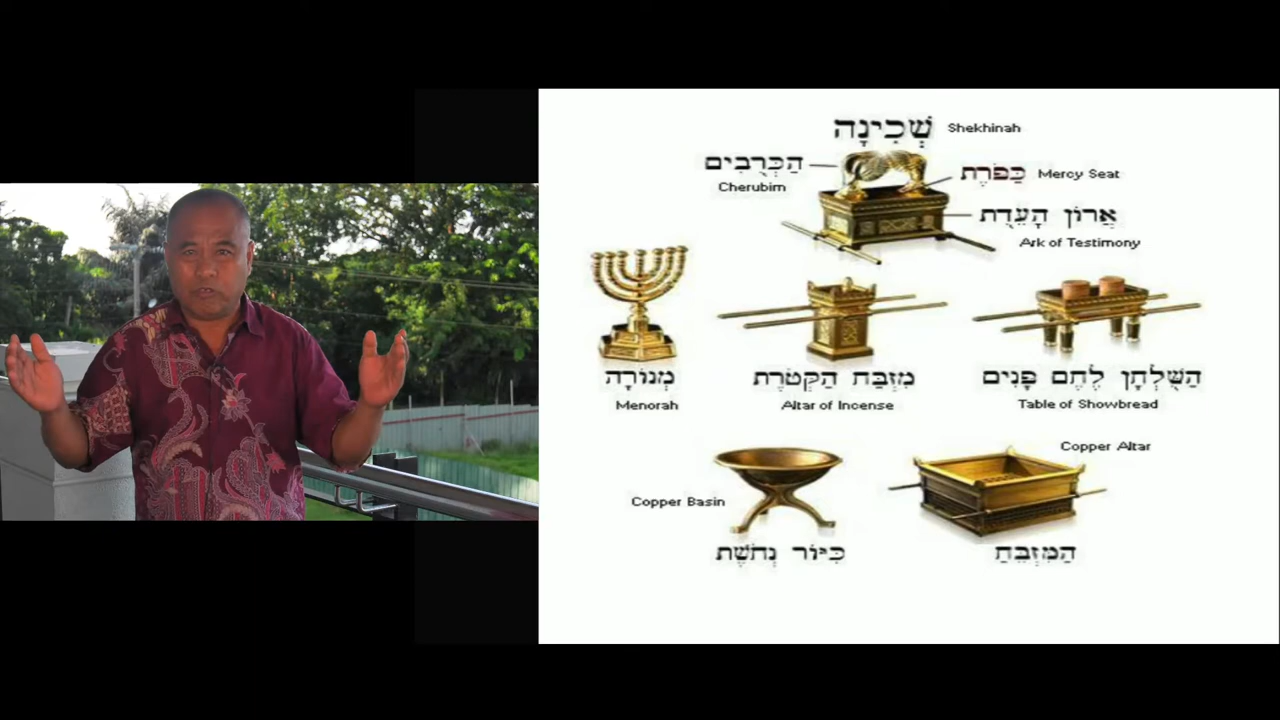 שְׁכִינָה Shekhinah
הַכְּרֻבִים
Cherubim
כַּפֹּרֶת Mercy Seat
אֲרוֹן הָעֵדֻת
Ark of Testimony
מְנוֹרָה
Menorah
מִזְבַּח הַקְּטֹרֶת
Altar of Incense
הַשֻּׁלְחָן לֶחֶם פָּנִים
Table of Showbread
Copper Basin
כִּיּוֹר נְחֹשֶׁת
Copper Altar
הַמִּזְבֵּחַ